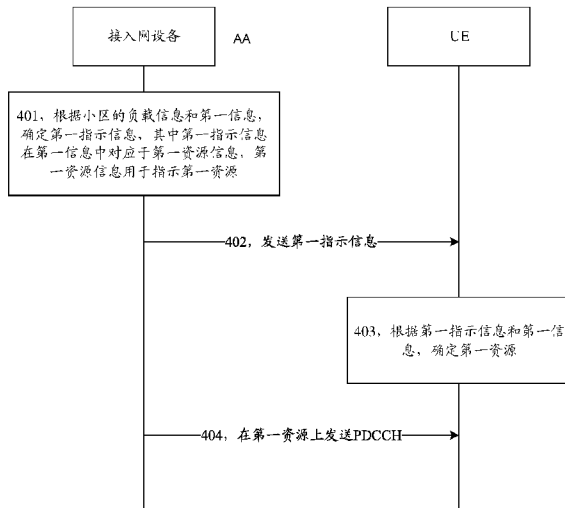 接入网设备
AA
UE
401，根据小区的负载信息和第一信息，
确定第一指示信息，其中第一指示信息
在第一信息中对应于第一资源信息，第
一资源信息用于指示第一资源
402，发送第一指示信息
403，根据第一指示信息和第一信
息，确定第一资源
404，在第一资源上发送PDCCH